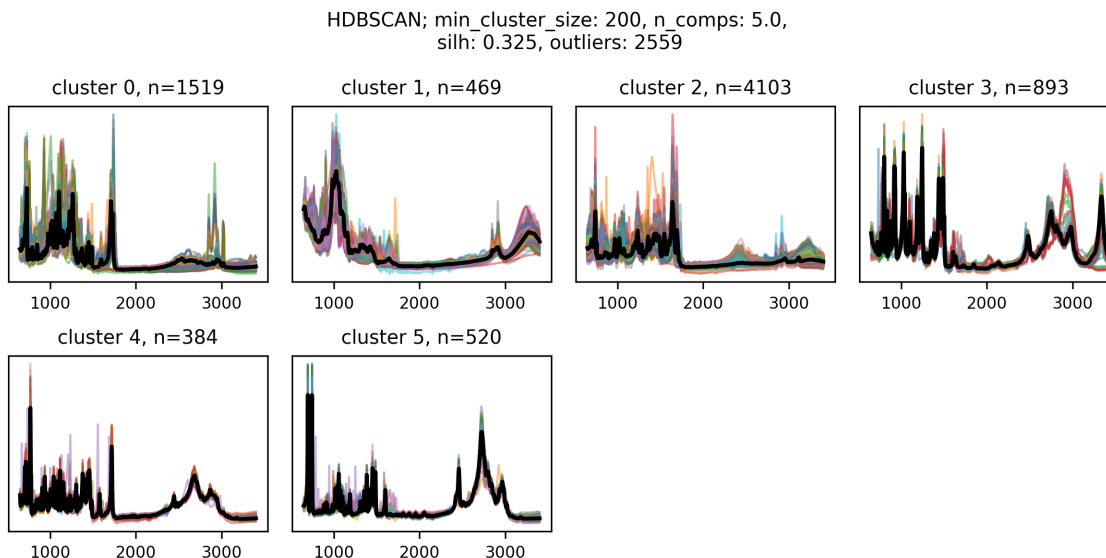 HDBSCAN; min_cluster_size: 200, n_comps: 5.0,
silh: 0.325, outliers: 2559
cluster 0, n=1519
cluster 1, n=469
cluster 2, n=4103
cluster 3, n=893
1000 2000 3000
1000 2000 3000
1000 2000 3000
1000 2000 3000
cluster 4, n=384
cluster 5, n=520
1000 2000 3000
1000 2000 3000